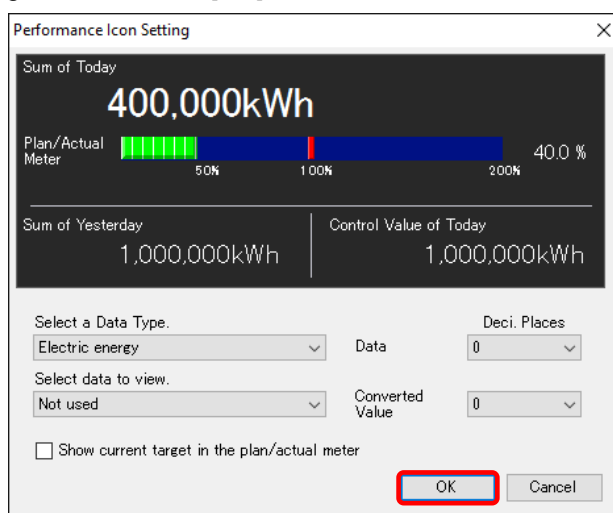 Performance Icon Setting
Sum of Today
400,000kWh
Plan/Actual
Meter
40.0 %
50% 100% 200%
Sum of Yesterday
1,000,000kWh
Control Value of Today
1,000,000kWh
Select a Data Type.
Deci. Places
Electric energy
Data
0
Select data to view.
Not used
Converted
Value
0
Show current target in the plan/actual meter
OK
Cancel